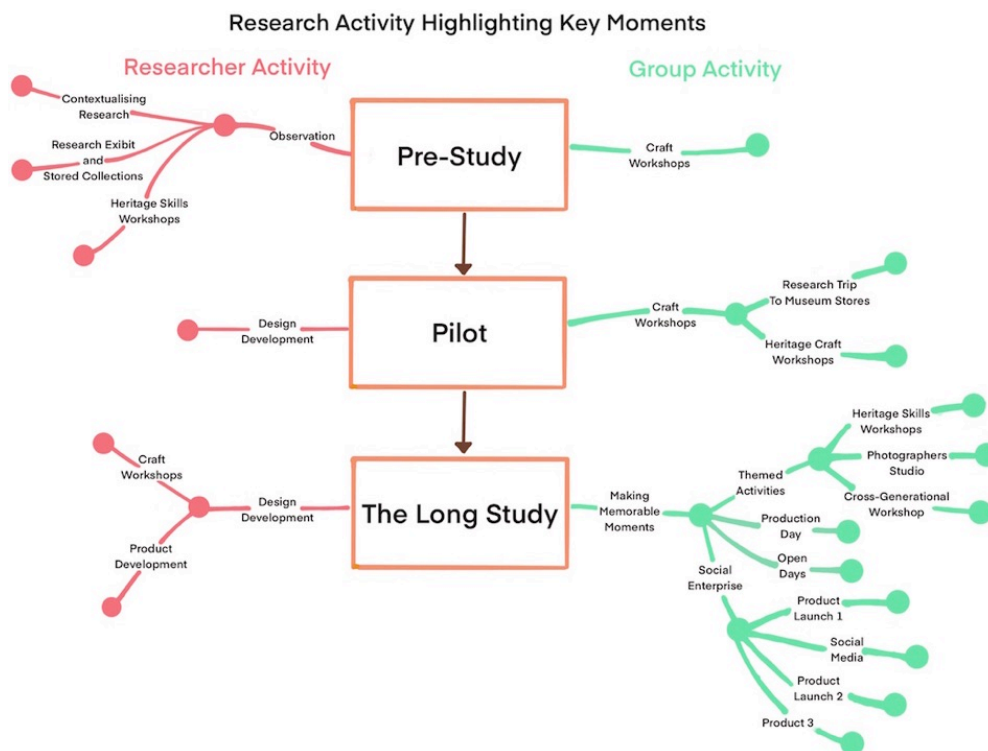 Research Activity Highlighting Key Moments
Researcher Activity
Group Activity
Contextualising
Research
Research Exibit
and
Stored Collections
Heritage Skills
Workshops
Observation
Pre-Study
Craft
Workshops
Design
Development
Pilot
Craft
Workshops
Research Trip
To Museum Stores
Heritage Craft
Workshops
Craft
Workshops
Product
Development
Design
Development
The Long Study
Making
Memorable
Moments
Themed
Activities
Heritage Skills
Workshops
Photographers
Studio
Cross-Generational
Workshop
Production
Day
Open
Days
Social
Enterprise
Product
Launch 1
Social
Media
Product
Launch 2
Product 3